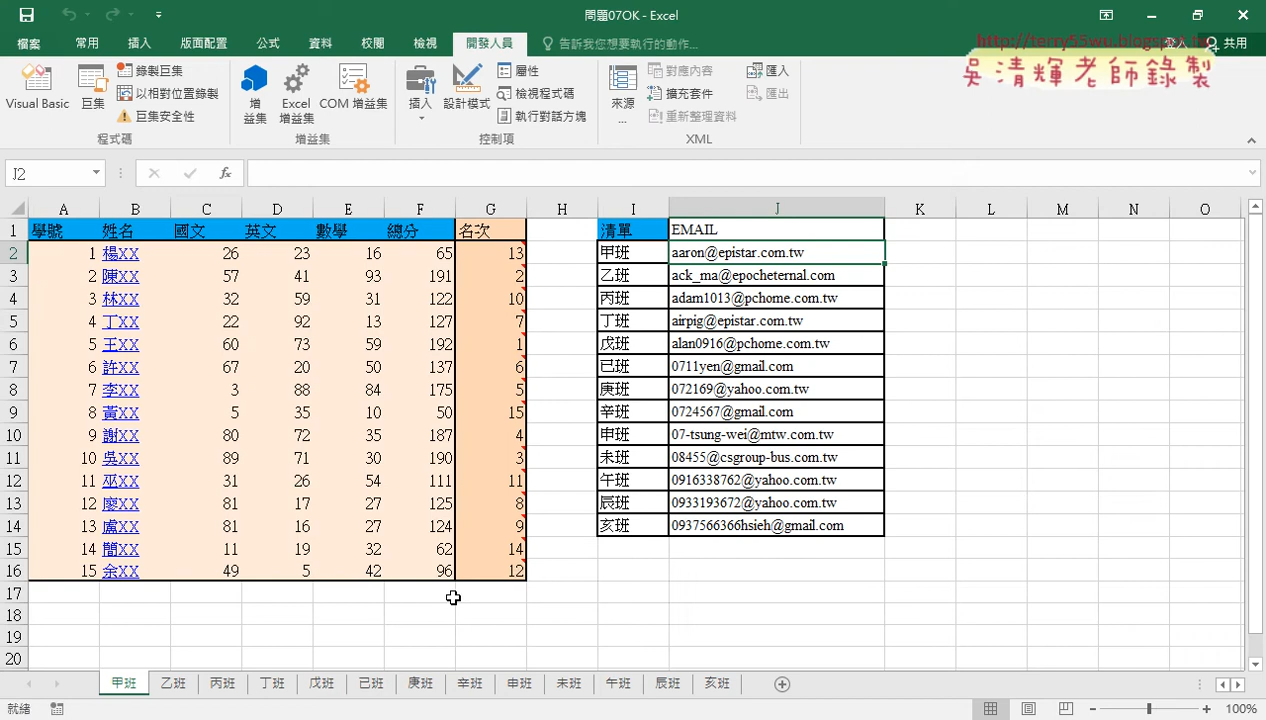 問題07OK - Excel
http://terry55wu.blogspot.tw
吳清輝老師錄製
檔案 常用 插入 版面配置 公式 資料 校閱 檢視 開發人員 告訴我您想要執行的動作... 登入 共用
Visual Basic 巨集 錄製巨集 以相對位置錄製 巨集安全性 程式碼
增益集 Excel 增益集 COM 增益集 增益集
插入 設計模式 屬性 檢視程式碼 執行對話方塊 控制項
來源... 對應內容 擴充套件 重新整理資料 匯入 匯出 XML
J2 fx
A B C D E F G H I J K L M N O
1 學號 姓名 國文 英文 數學 總分 名次 清單 EMAIL
2 1 楊XX 26 23 16 65 13 甲班 aaron@epistar.com.tw
3 2 陳XX 57 41 93 191 2 乙班 ack_ma@epocheternal.com
4 3 林XX 32 59 31 122 10 丙班 adam1013@pchome.com.tw
5 4 丁XX 22 92 13 127 7 丁班 airpig@epistar.com.tw
6 5 王XX 60 73 59 192 1 戊班 alan0916@pchome.com.tw
7 6 許XX 67 20 50 137 6 已班 0711yen@gmail.com
8 7 李XX 3 88 84 175 5 庚班 072169@yahoo.com.tw
9 8 黃XX 5 35 10 50 15 辛班 0724567@gmail.com
10 9 謝XX 80 72 35 187 4 申班 07-tsung-wei@mtw.com.tw
11 10 吳XX 89 71 30 190 3 未班 08455@csgroup-bus.com.tw
12 11 巫XX 31 26 54 111 11 午班 0916338762@yahoo.com.tw
13 12 廖XX 81 17 27 125 8 辰班 0933193672@yahoo.com.tw
14 13 盧XX 81 16 27 124 9 亥班 0937566366hsieh@gmail.com
15 14 簡XX 11 19 32 62 14
16 15 余XX 49 5 42 96 12
17
18
19
20
甲班 乙班 丙班 丁班 戊班 已班 庚班 辛班 申班 未班 午班 辰班 亥班
就緒 100%